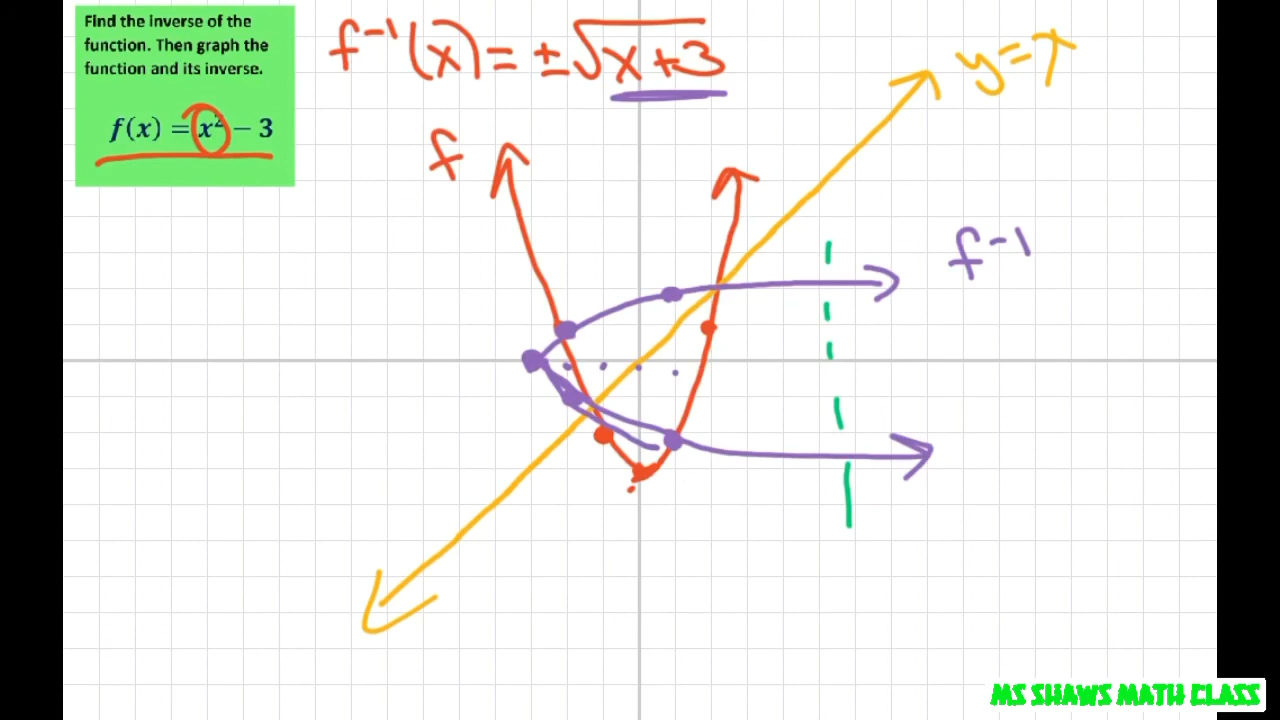 Find the inverse of the
function. Then graph the
function and its inverse.
f(x) = x² − 3
f⁻¹(x) = ±√x+3
y=x
f
f⁻¹
MS SHAWS MATH CLASS